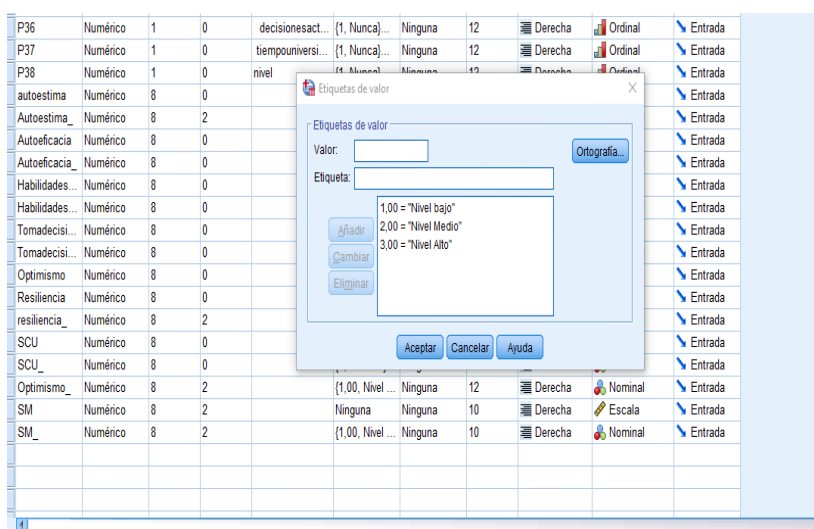 P36 Numérico 1 0 decisionesact... {1, Nunca}... Ninguna 12 Derecha Ordinal Entrada
P37 Numérico 1 0 tiempouniversi... {1, Nunca}... Ninguna 12 Derecha Ordinal Entrada
P38 Numérico 1 0 nivel {1, Nunca}... Ninguna 12 Derecha Ordinal Entrada
autoestima Numérico 8 0 Entrada
Autoestima_ Numérico 8 2 Entrada
Autoeficacia Numérico 8 0 Entrada
Autoeficacia_ Numérico 8 0 Entrada
Habilidades... Numérico 8 0 Entrada
Habilidades... Numérico 8 0 Entrada
Tomadecisi... Numérico 8 0 Entrada
Tomadecisi... Numérico 8 0 Entrada
Optimismo Numérico 8 0 Entrada
Resiliencia Numérico 8 0 Entrada
resiliencia_ Numérico 8 2 Entrada
SCU Numérico 8 0 Entrada
SCU_ Numérico 8 0 Entrada
Optimismo_ Numérico 8 2 {1,00, Nivel ... Ninguna 12 Derecha Nominal Entrada
SM Numérico 8 2 Ninguna Ninguna 10 Derecha Escala Entrada
SM_ Numérico 8 2 {1,00, Nivel ... Ninguna 10 Derecha Nominal Entrada
Etiquetas de valor X
Etiquetas de valor
Valor:
Ortografía...
Etiqueta:
1,00 = "Nivel bajo"
2,00 = "Nivel Medio"
3,00 = "Nivel Alto"
Añadir
Cambiar
Eliminar
Aceptar Cancelar Ayuda